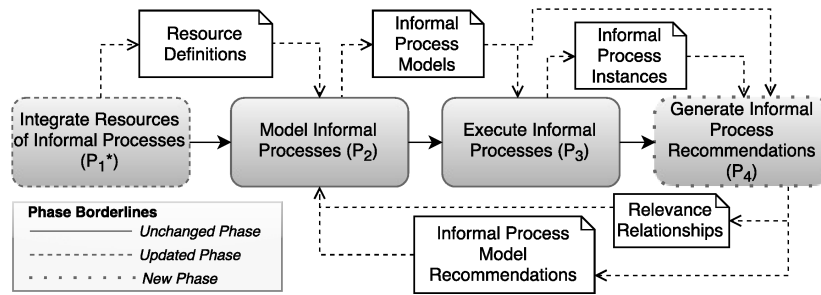 Resource
Definitions
Informal
Process
Models
Informal
Process
Instances
Integrate Resources
of Informal Processes
(P1*)
Model Informal
Processes (P2)
Execute Informal
Processes (P3)
Generate Informal
Process
Recommendations
(P4)
Phase Borderlines
Unchanged Phase
Updated Phase
New Phase
Informal Process
Model
Recommendations
Relevance
Relationships